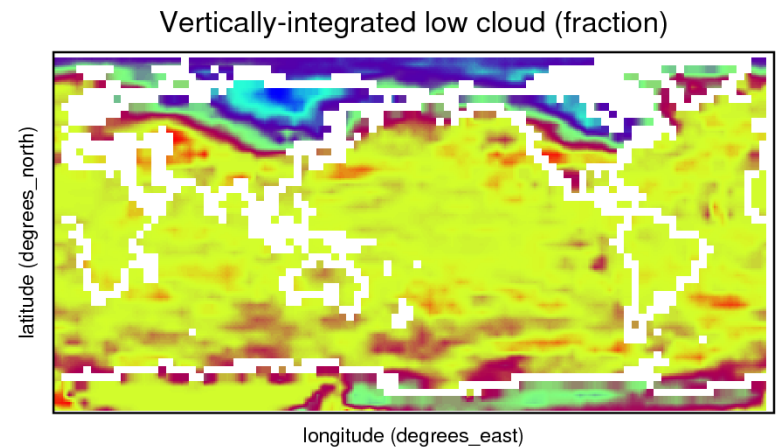 Vertically-integrated low cloud (fraction)
latitude (degrees_north)
longitude (degrees_east)